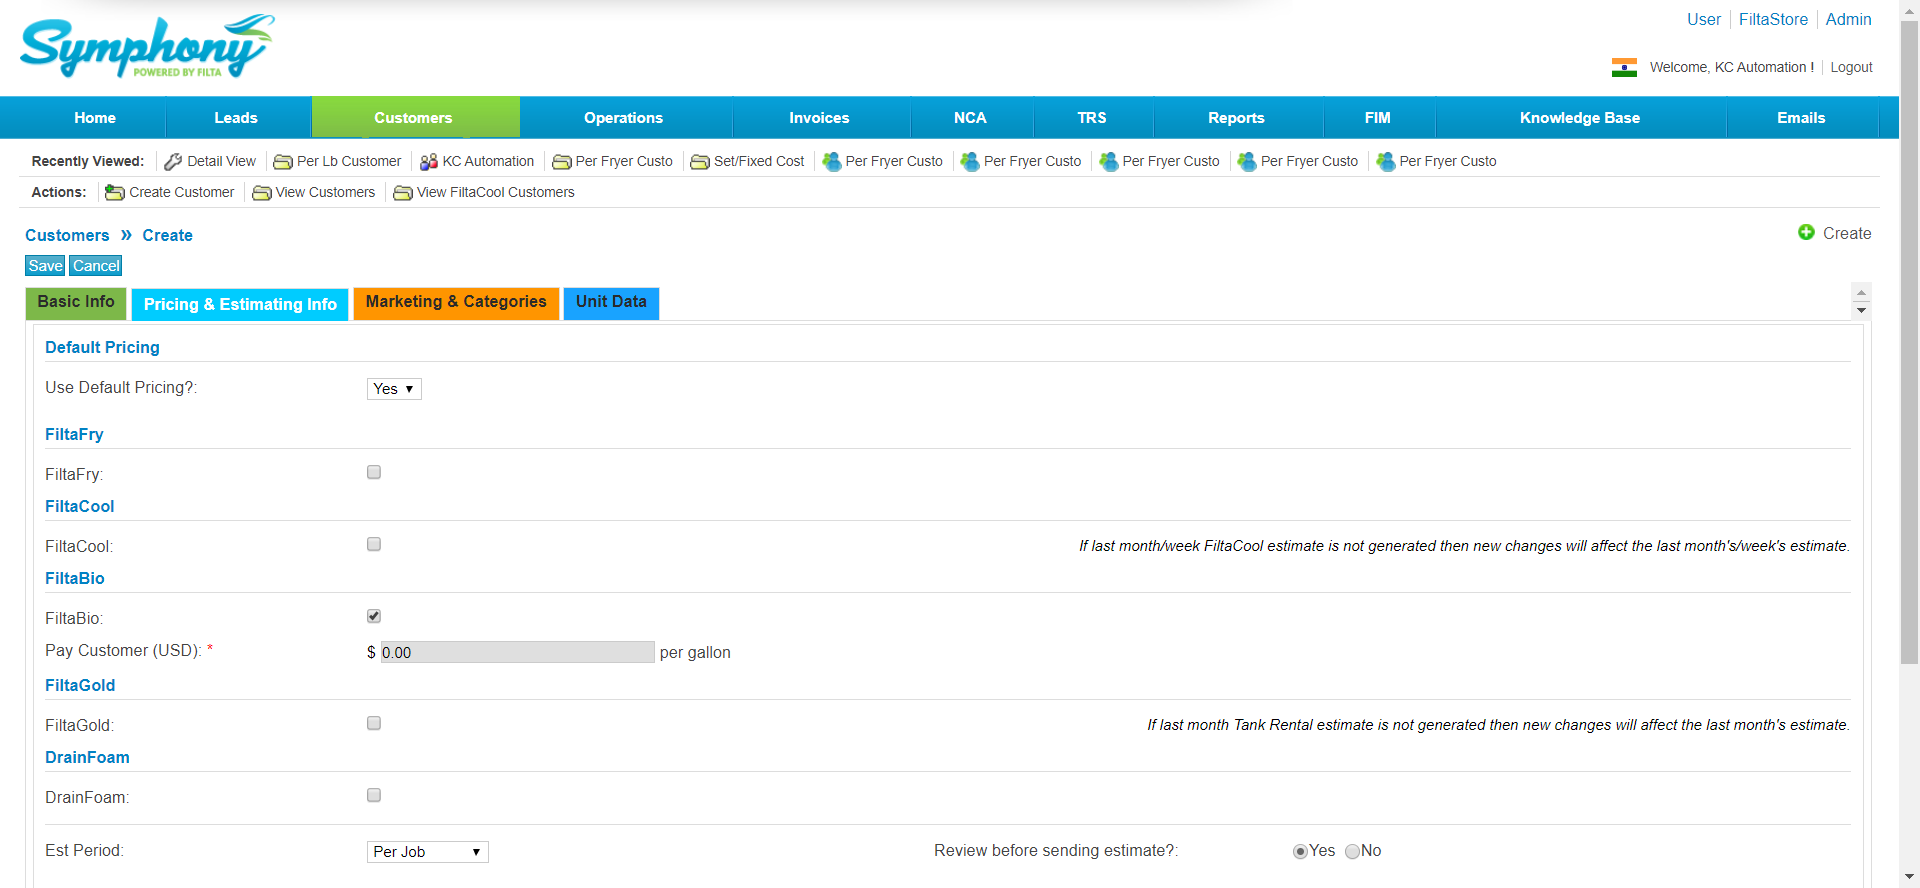 Symphony
POWERED BY FILTA
User FiltaStore Admin
Welcome, KC Automation ! Logout
Home Leads Customers Operations Invoices NCA TRS Reports FIM Knowledge Base Emails
Recently Viewed: Detail View Per Lb Customer KC Automation Per Fryer Custo Set/Fixed Cost Per Fryer Custo Per Fryer Custo Per Fryer Custo Per Fryer Custo Per Fryer Custo
Actions: Create Customer View Customers View FiltaCool Customers
Customers » Create
Create
Save Cancel
Basic Info Pricing & Estimating Info Marketing & Categories Unit Data
Default Pricing
Use Default Pricing?: Yes
FiltaFry
FiltaFry:
FiltaCool
FiltaCool: If last month/week FiltaCool estimate is not generated then new changes will affect the last month's/week's estimate.
FiltaBio
FiltaBio:
Pay Customer (USD): * $ 0.00 per gallon
FiltaGold
FiltaGold: If last month Tank Rental estimate is not generated then new changes will affect the last month's estimate.
DrainFoam
DrainFoam:
Est Period: Per Job Review before sending estimate?: Yes No